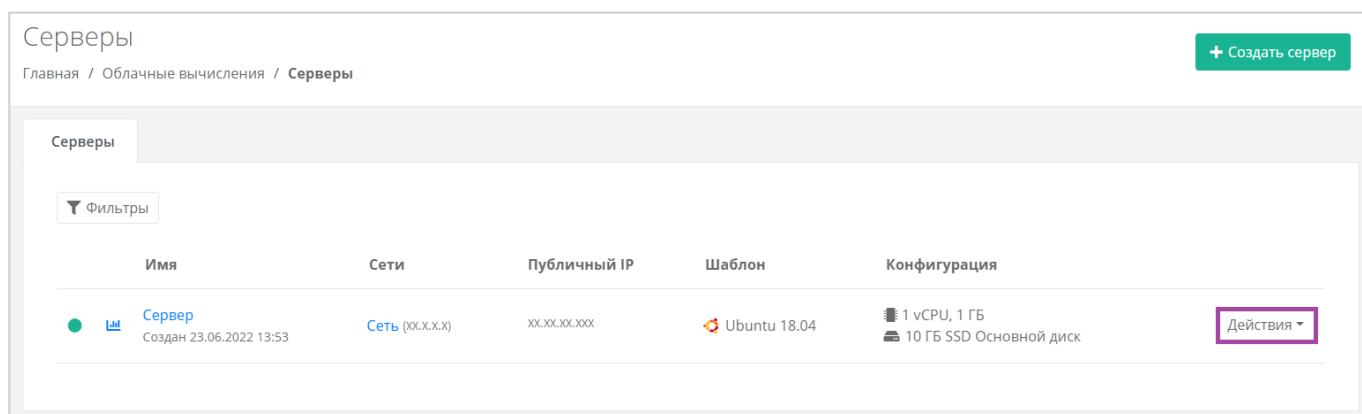 Серверы
+ Создать сервер
Главная / Облачные вычисления / Серверы
Серверы
Фильтры
Имя Сети Публичный IP Шаблон Конфигурация
Сервер Сеть (XX.X.X.X) XX.XX.XX.XXX Ubuntu 18.04 1 vCPU, 1 ГБ Действия
Создан 23.06.2022 13:53 10 ГБ SSD Основной диск